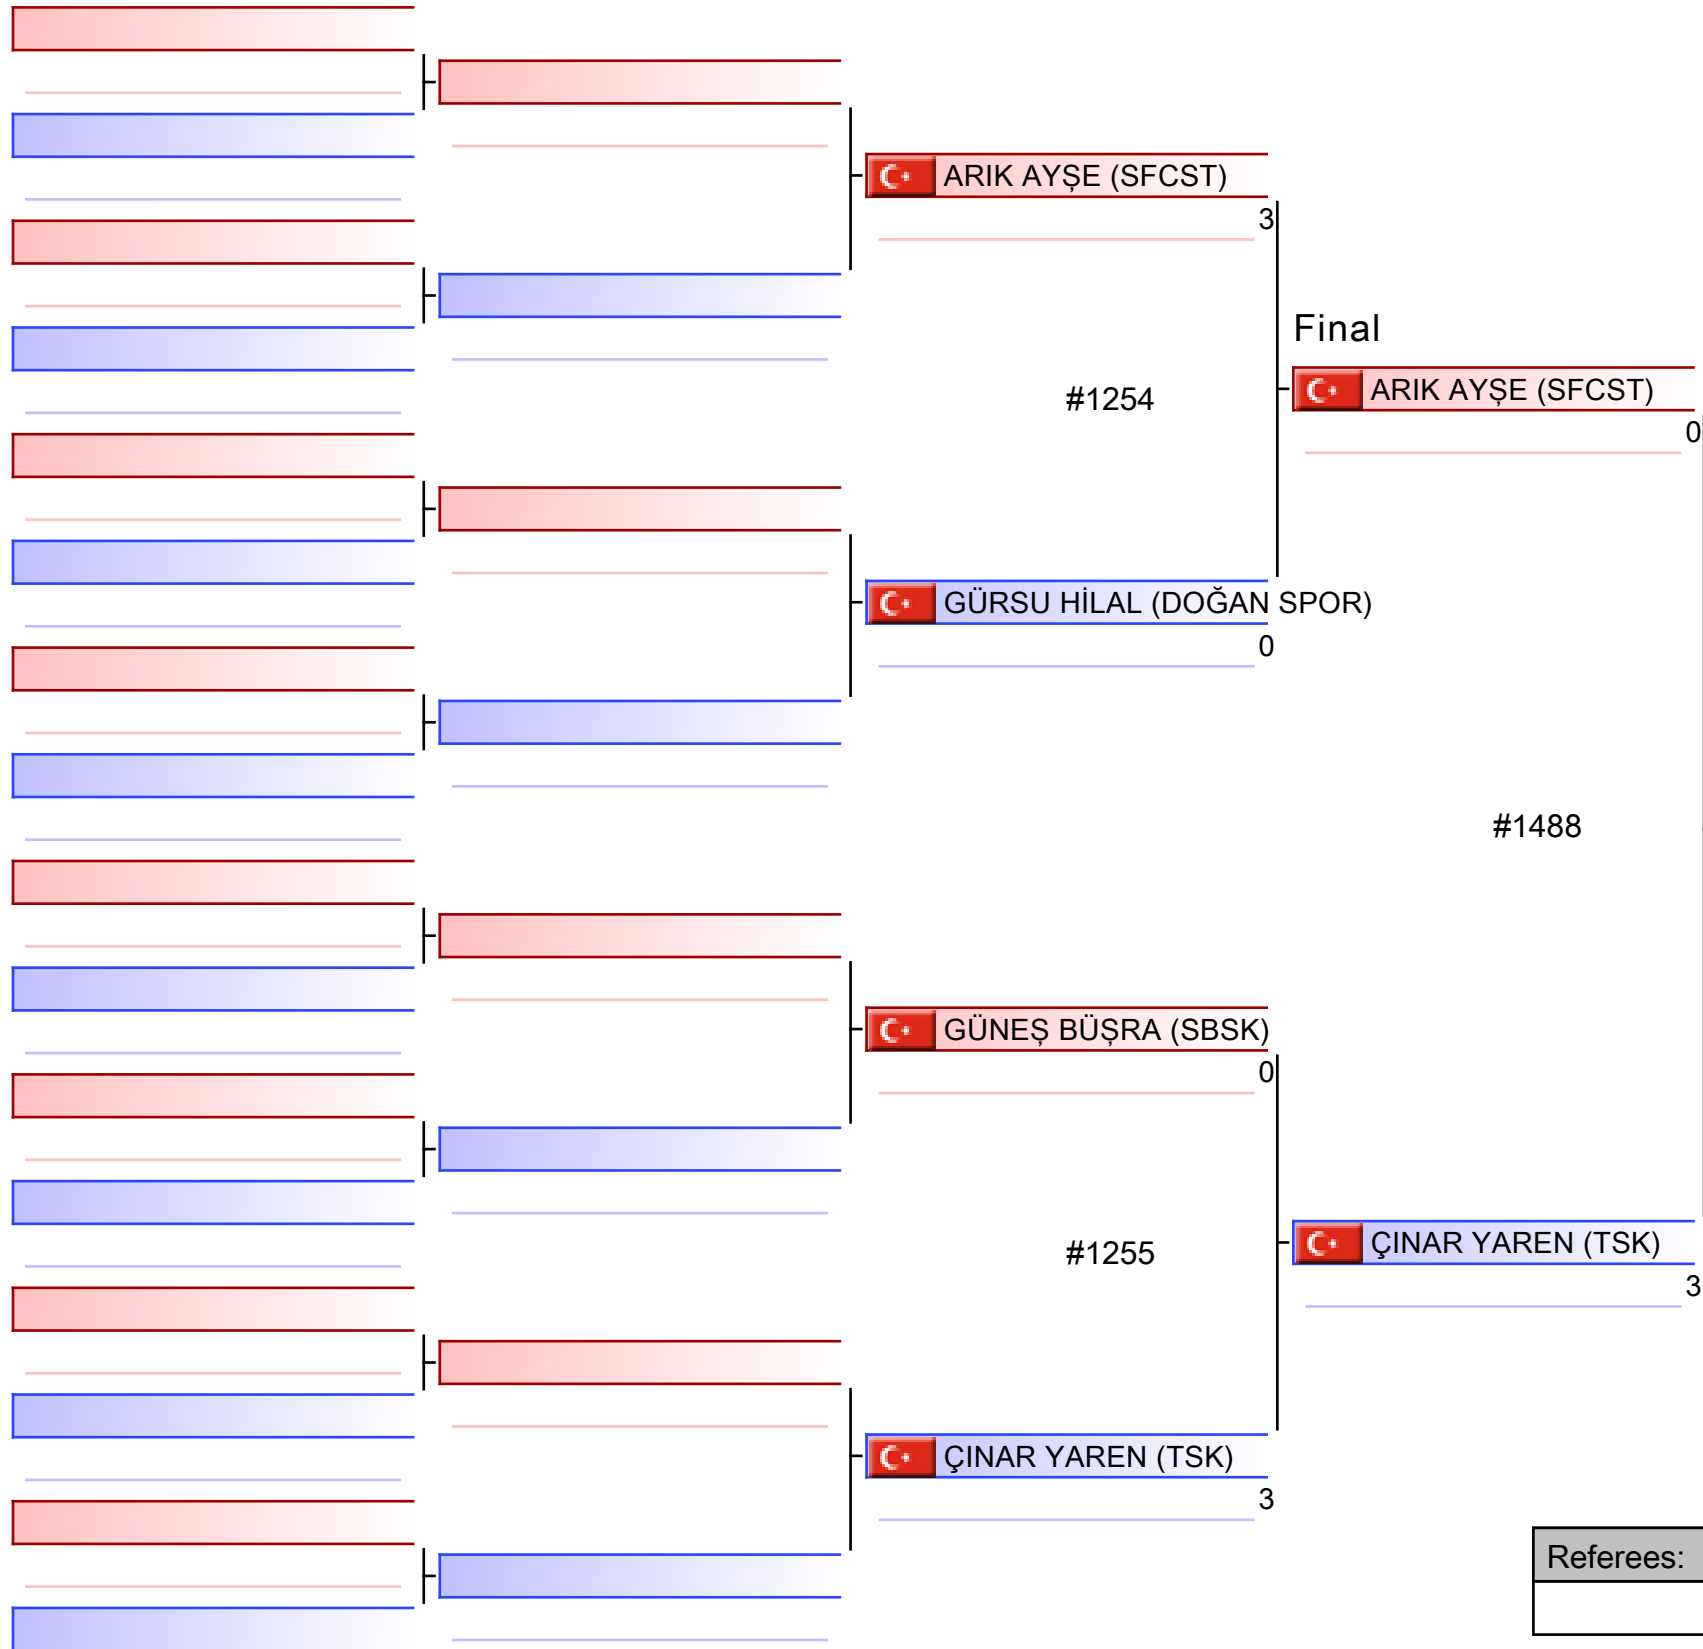 ARIK AYŞE (SFCST)
3
Final
ARIK AYŞE (SFCST)
0
#1254
GÜRSU HİLAL (DOĞAN SPOR)
0
#1488
GÜNEŞ BÜŞRA (SBSK)
0
#1255
ÇINAR YAREN (TSK)
3
ÇINAR YAREN (TSK)
3
Referees: